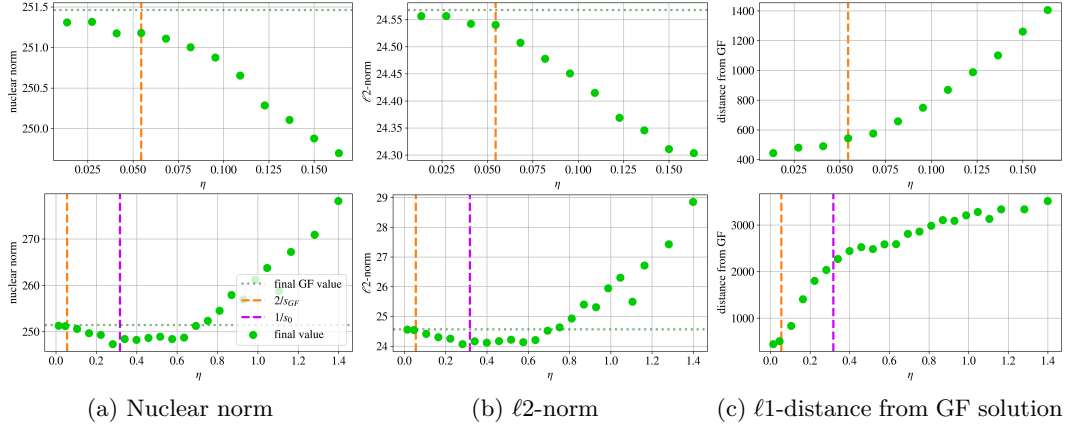 251.5
251.0
250.5
250.0
nuclear norm
0.025 0.050 0.075 0.100 0.125 0.150
η
24.55
24.50
24.45
24.40
24.35
24.30
ℓ2-norm
0.025 0.050 0.075 0.100 0.125 0.150
η
1400
1200
1000
800
600
400
distance from GF
0.025 0.050 0.075 0.100 0.125 0.150
η
270
260
250
nuclear norm
0.0 0.2 0.4 0.6 0.8 1.0 1.2 1.4
η
final GF value
2/s_GF
1/s_0
final value
29
28
27
26
25
24
ℓ2-norm
0.0 0.2 0.4 0.6 0.8 1.0 1.2 1.4
η
3000
2000
1000
distance from GF
0.0 0.2 0.4 0.6 0.8 1.0 1.2 1.4
η
(a) Nuclear norm
(b) ℓ2-norm
(c) ℓ1-distance from GF solution